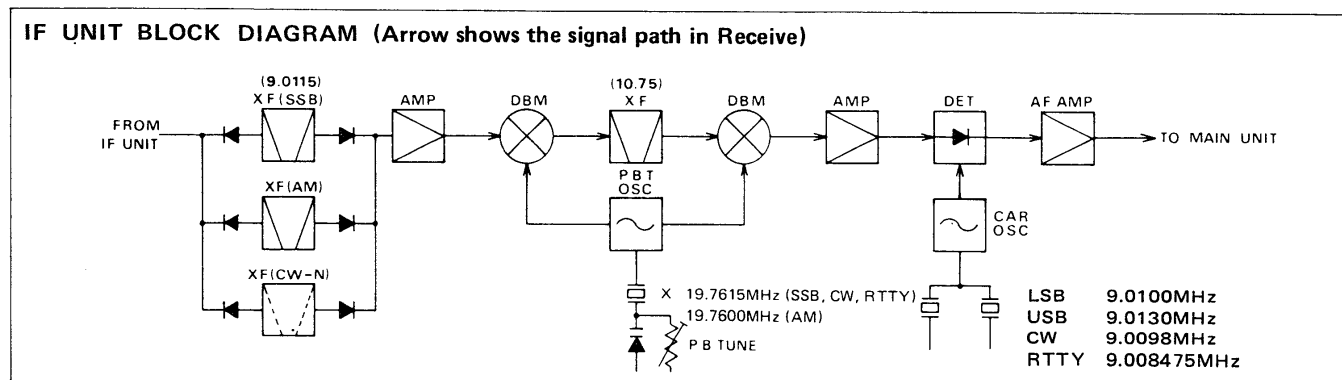 IF UNIT BLOCK DIAGRAM (Arrow shows the signal path in Receive)
(9.0115)
XF(SSB)
AMP
DBM
(10.75)
XF
DBM
AMP
DET
AF AMP
FROM
IF UNIT
TO MAIN UNIT
XF(AM)
PBT
OSC
CAR
OSC
XF(CW-N)
X 19.7615MHz (SSB, CW, RTTY)
19.7600MHz (AM)
PB TUNE
LSB 9.0100MHz
USB 9.0130MHz
CW 9.0098MHz
RTTY 9.008475MHz